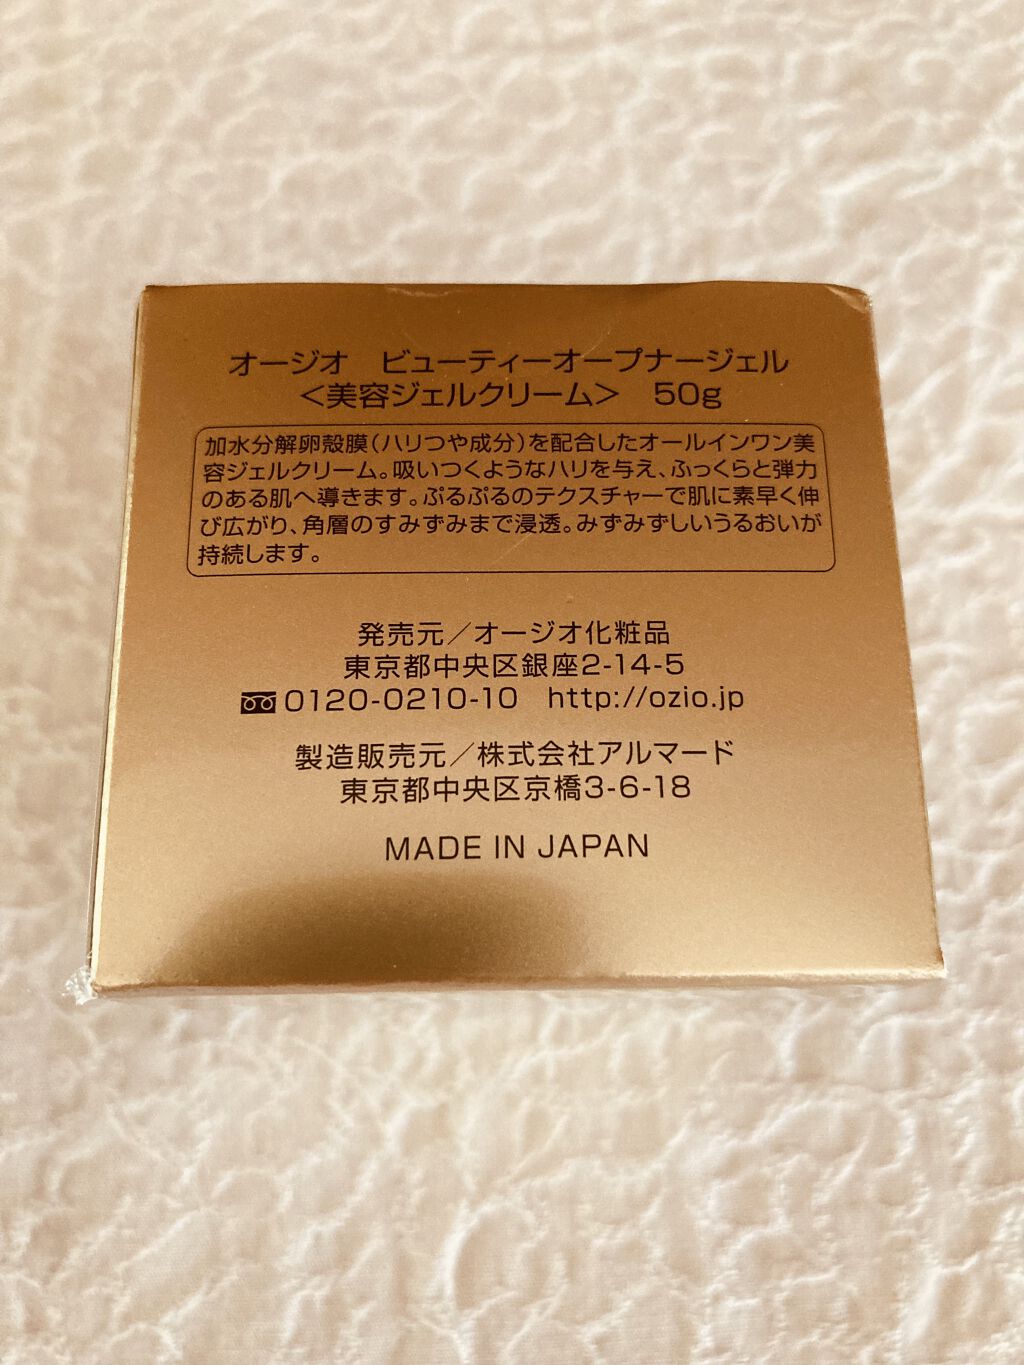 オージオ　ビューティーオープナージェル
＜美容ジェルクリーム＞　50g
加水分解卵殻膜（ハリつや成分）を配合したオールインワン美
容ジェルクリーム。吸いつくようなハリを与え、ふっくらと弾力
のある肌へ導きます。ぷるぷるのテクスチャーで肌に素早く伸
び広がり、角層のすみずみまで浸透。みずみずしいうるおいが
持続します。
発売元／オージオ化粧品
東京都中央区銀座2-14-5
0120-0210-10　http://ozio.jp
製造販売元／株式会社アルマード
東京都中央区京橋3-6-18
MADE IN JAPAN